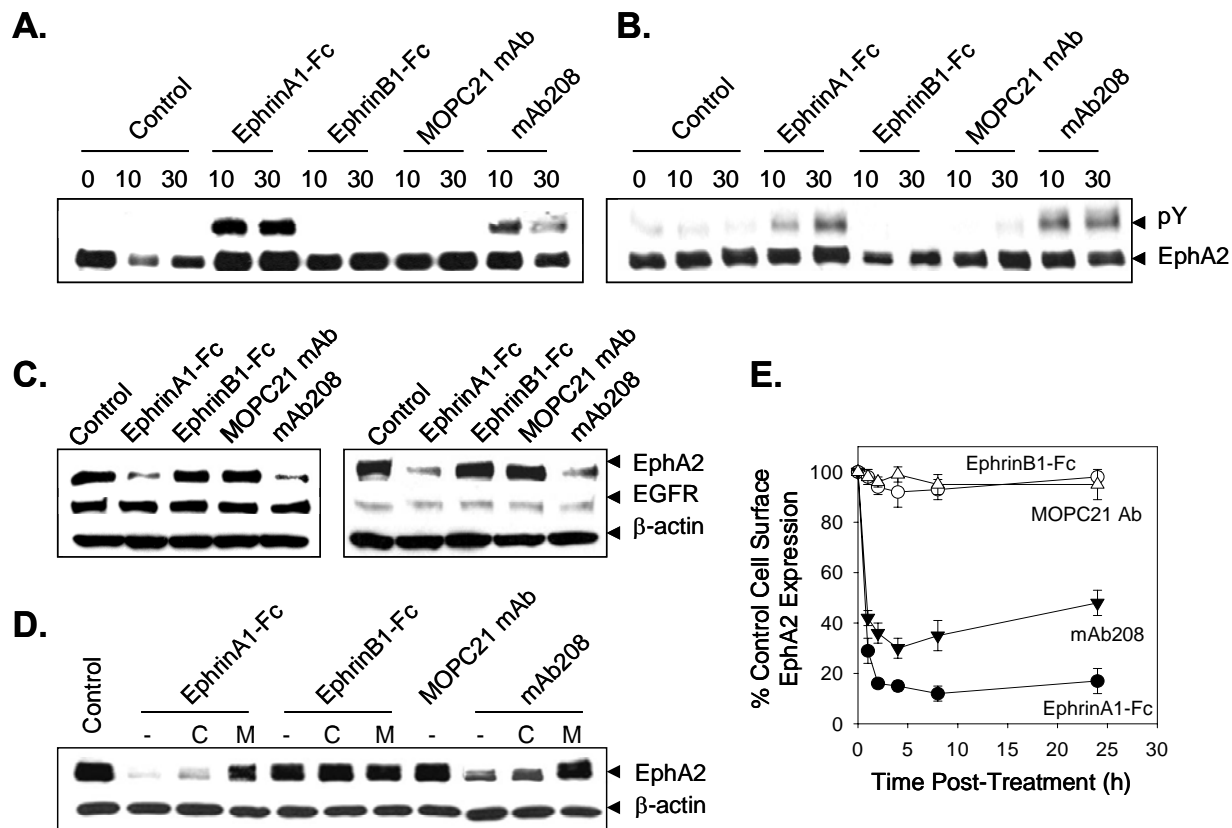 A.
Control
EphrinA1-Fc
EphrinB1-Fc
MOPC21 mAb
mAb208
0 10 30 10 30 10 30 10 30 10 30
B.
Control
EphrinA1-Fc
EphrinB1-Fc
MOPC21 mAb
mAb208
0 10 30 10 30 10 30 10 30 10 30
pY
EphA2
C.
Control
EphrinA1-Fc
EphrinB1-Fc
MOPC21 mAb
mAb208
Control
EphrinA1-Fc
EphrinB1-Fc
MOPC21 mAb
mAb208
EphA2
EGFR
β-actin
D.
Control
EphrinA1-Fc
EphrinB1-Fc
MOPC21 mAb
mAb208
- C M - C M - - C M
EphA2
β-actin
E.
% Control Cell Surface
EphA2 Expression
100
80
60
40
20
0
EphrinB1-Fc
MOPC21 Ab
mAb208
EphrinA1-Fc
0 5 10 15 20 25 30
Time Post-Treatment (h)